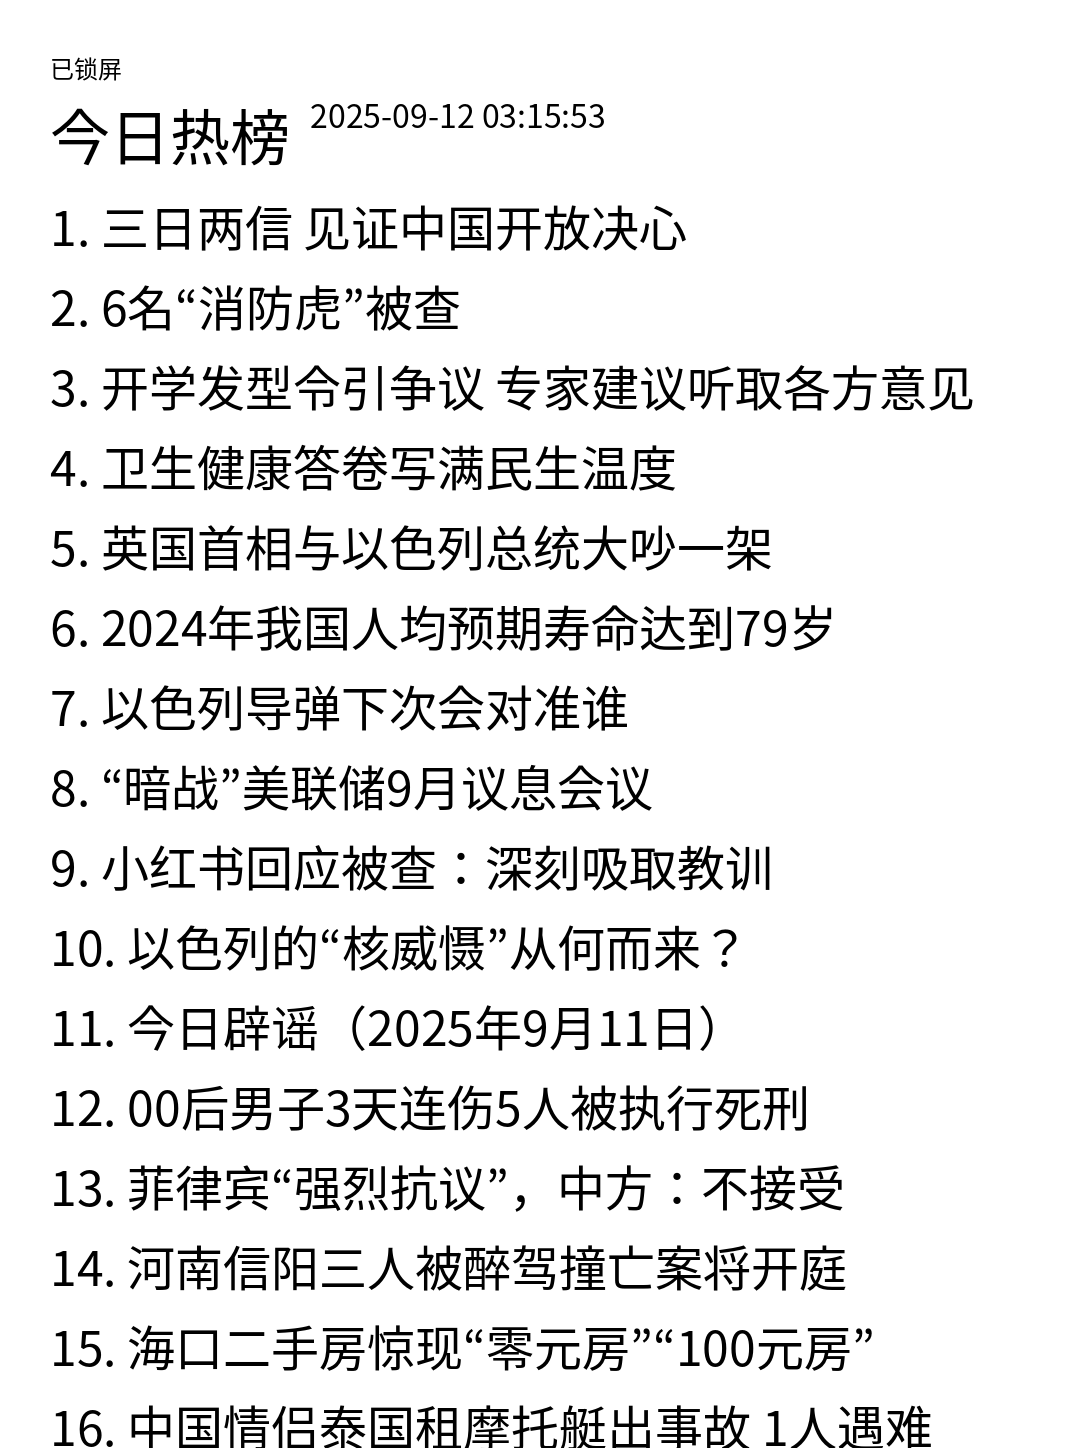 已锁屏
今日热榜 2025-09-12 03:15:53
1. 三日两信 见证中国开放决心
2. 6名“消防虎”被查
3. 开学发型令引争议 专家建议听取各方意见
4. 卫生健康答卷写满民生温度
5. 英国首相与以色列总统大吵一架
6. 2024年我国人均预期寿命达到79岁
7. 以色列导弹下次会对准谁
8. “暗战”美联储9月议息会议
9. 小红书回应被查：深刻吸取教训
10. 以色列的“核威慑”从何而来？
11. 今日辟谣（2025年9月11日）
12. 00后男子3天连伤5人被执行死刑
13. 菲律宾“强烈抗议”，中方：不接受
14. 河南信阳三人被醉驾撞亡案将开庭
15. 海口二手房惊现“零元房”“100元房”
16. 中国情侣泰国租摩托艇出事故 1人遇难